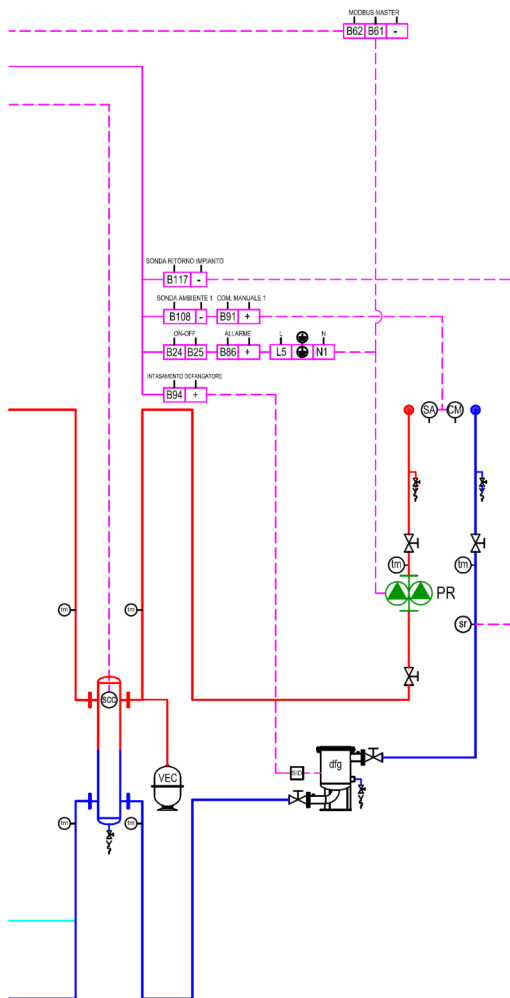 MODBUS MASTER
B62 B61 -
SONDA RITORNO IMPIANTO
B117 -
SONDA AMBIENTE 1 COM. MANUALE 1
B108 - B91 +
ON-OFF ALLARME L N
B24 B25 B86 + L5 N1
INTASAMENTO DEFANGATORE
B94 +
SA CM
tm tm
PR
tm tm sr
SCC
SID dfg
VEC
tm tm